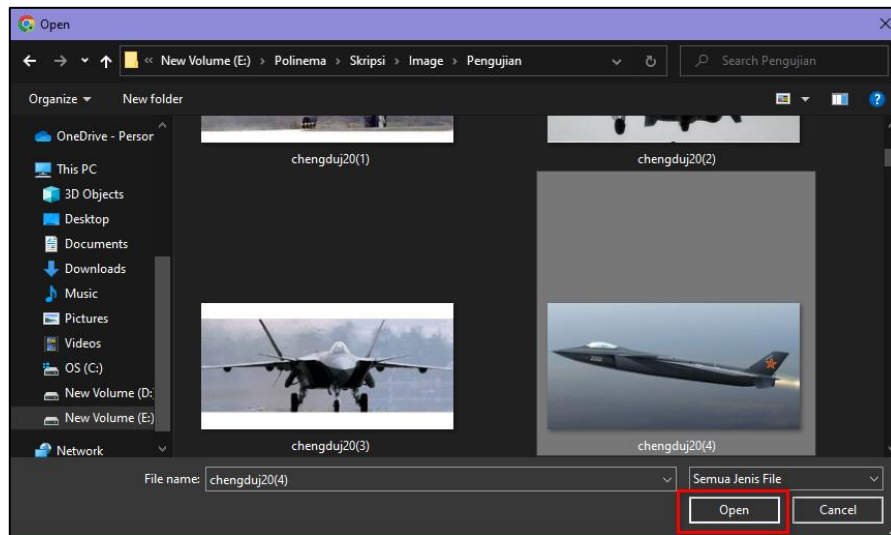 Open
« New Volume (E:) › Polinema › Skripsi › Image › Pengujian
Search Pengujian
Organize
New folder
OneDrive - Person
This PC
3D Objects
Desktop
Documents
Downloads
Music
Pictures
Videos
OS (C:)
New Volume (D:
New Volume (E:)
Network
chengduj20(1)
chengduj20(2)
chengduj20(3)
chengduj20(4)
File name: chengduj20(4)
Semua Jenis File
Open
Cancel